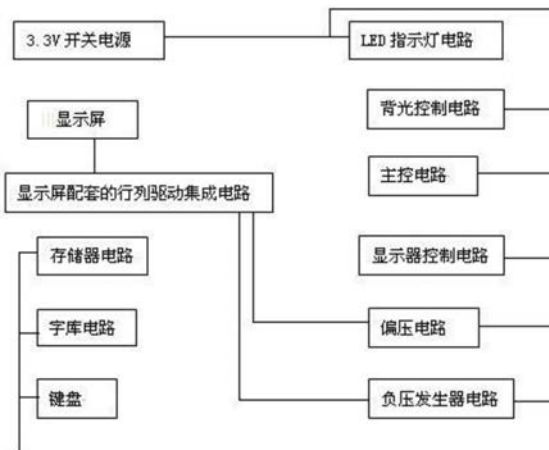 3.3V 开关电源
LED 指示灯电路
背光控制电路
显示屏
主控电路
显示屏配套的行列驱动集成电路
存储器电路
显示器控制电路
字库电路
偏压电路
键盘
负压发生器电路